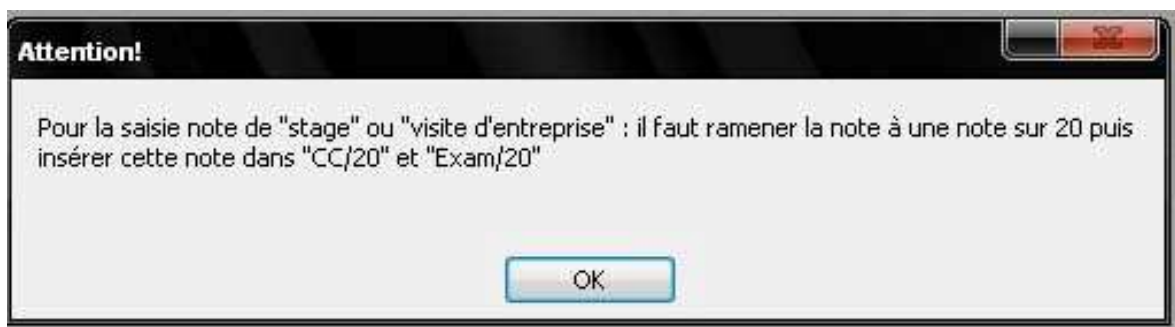 Attention!
Pour la saisie note de "stage" ou "visite d'entreprise" : il faut ramener la note à une note sur 20 puis
insérer cette note dans "CC/20" et "Exam/20"
OK